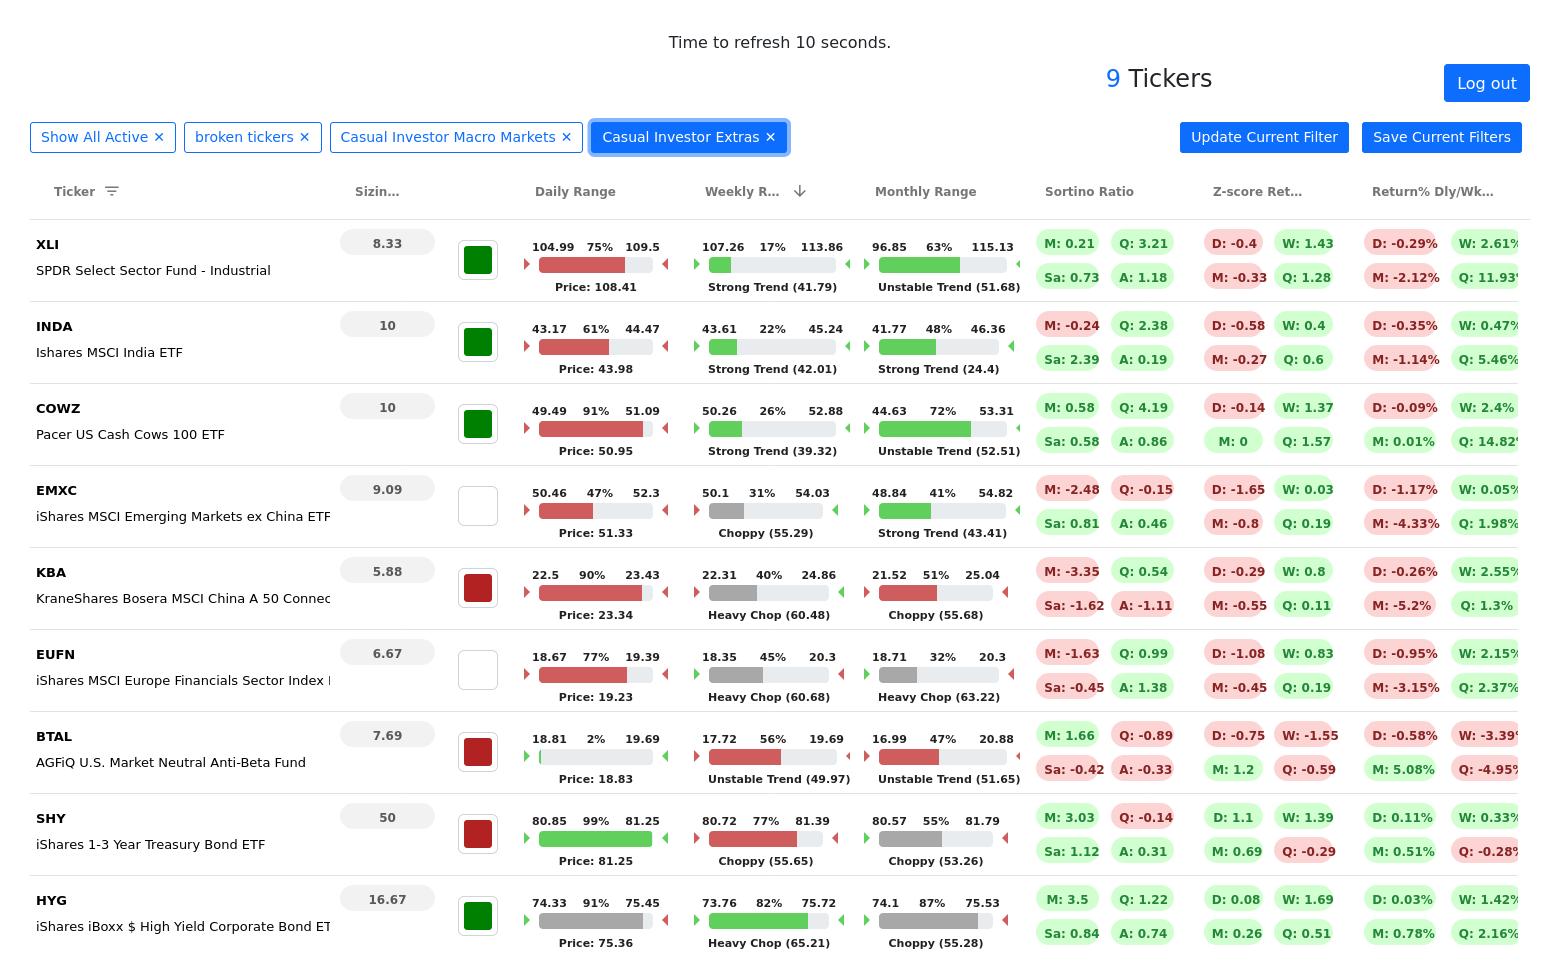 Time to refresh 10 seconds.
9 Tickers
Log out
Show All Active ✕ broken tickers ✕ Casual Investor Macro Markets ✕ Casual Investor Extras ✕ Update Current Filter Save Current Filters
Ticker Sizin… Daily Range Weekly R… Monthly Range Sortino Ratio Z-score Ret… Return% Dly/Wk…
XLI 8.33 104.99 75% 109.5 107.26 17% 113.86 96.85 63% 115.13 M: 0.21 Q: 3.21 D: -0.4 W: 1.43 D: -0.29% W: 2.61%
SPDR Select Sector Fund - Industrial Price: 108.41 Strong Trend (41.79) Unstable Trend (51.68) Sa: 0.73 A: 1.18 M: -0.33 Q: 1.28 M: -2.12% Q: 11.93%
INDA 10 43.17 61% 44.47 43.61 22% 45.24 41.77 48% 46.36 M: -0.24 Q: 2.38 D: -0.58 W: 0.4 D: -0.35% W: 0.47%
Ishares MSCI India ETF Price: 43.98 Strong Trend (42.01) Strong Trend (24.4) Sa: 2.39 A: 0.19 M: -0.27 Q: 0.6 M: -1.14% Q: 5.46%
COWZ 10 49.49 91% 51.09 50.26 26% 52.88 44.63 72% 53.31 M: 0.58 Q: 4.19 D: -0.14 W: 1.37 D: -0.09% W: 2.4%
Pacer US Cash Cows 100 ETF Price: 50.95 Strong Trend (39.32) Unstable Trend (52.51) Sa: 0.58 A: 0.86 M: 0 Q: 1.57 M: 0.01% Q: 14.82%
EMXC 9.09 50.46 47% 52.3 50.1 31% 54.03 48.84 41% 54.82 M: -2.48 Q: -0.15 D: -1.65 W: 0.03 D: -1.17% W: 0.05%
iShares MSCI Emerging Markets ex China ETF Price: 51.33 Choppy (55.29) Strong Trend (43.41) Sa: 0.81 A: 0.46 M: -0.8 Q: 0.19 M: -4.33% Q: 1.98%
KBA 5.88 22.5 90% 23.43 22.31 40% 24.86 21.52 51% 25.04 M: -3.35 Q: 0.54 D: -0.29 W: 0.8 D: -0.26% W: 2.55%
KraneShares Bosera MSCI China A 50 Connec Price: 23.34 Heavy Chop (60.48) Choppy (55.68) Sa: -1.62 A: -1.11 M: -0.55 Q: 0.11 M: -5.2% Q: 1.3%
EUFN 6.67 18.67 77% 19.39 18.35 45% 20.3 18.71 32% 20.3 M: -1.63 Q: 0.99 D: -1.08 W: 0.83 D: -0.95% W: 2.15%
iShares MSCI Europe Financials Sector Index Price: 19.23 Heavy Chop (60.68) Heavy Chop (63.22) Sa: -0.45 A: 1.38 M: -0.45 Q: 0.19 M: -3.15% Q: 2.37%
BTAL 7.69 18.81 2% 19.69 17.72 56% 19.69 16.99 47% 20.88 M: 1.66 Q: -0.89 D: -0.75 W: -1.55 D: -0.58% W: -3.39%
AGFiQ U.S. Market Neutral Anti-Beta Fund Price: 18.83 Unstable Trend (49.97) Unstable Trend (51.65) Sa: -0.42 A: -0.33 M: 1.2 Q: -0.59 M: 5.08% Q: -4.95%
SHY 50 80.85 99% 81.25 80.72 77% 81.39 80.57 55% 81.79 M: 3.03 Q: -0.14 D: 1.1 W: 1.39 D: 0.11% W: 0.33%
iShares 1-3 Year Treasury Bond ETF Price: 81.25 Choppy (55.65) Choppy (53.26) Sa: 1.12 A: 0.31 M: 0.69 Q: -0.29 M: 0.51% Q: -0.28%
HYG 16.67 74.33 91% 75.45 73.76 82% 75.72 74.1 87% 75.53 M: 3.5 Q: 1.22 D: 0.08 W: 1.69 D: 0.03% W: 1.42%
iShares iBoxx $ High Yield Corporate Bond ET Price: 75.36 Heavy Chop (65.21) Choppy (55.28) Sa: 0.84 A: 0.74 M: 0.26 Q: 0.51 M: 0.78% Q: 2.16%